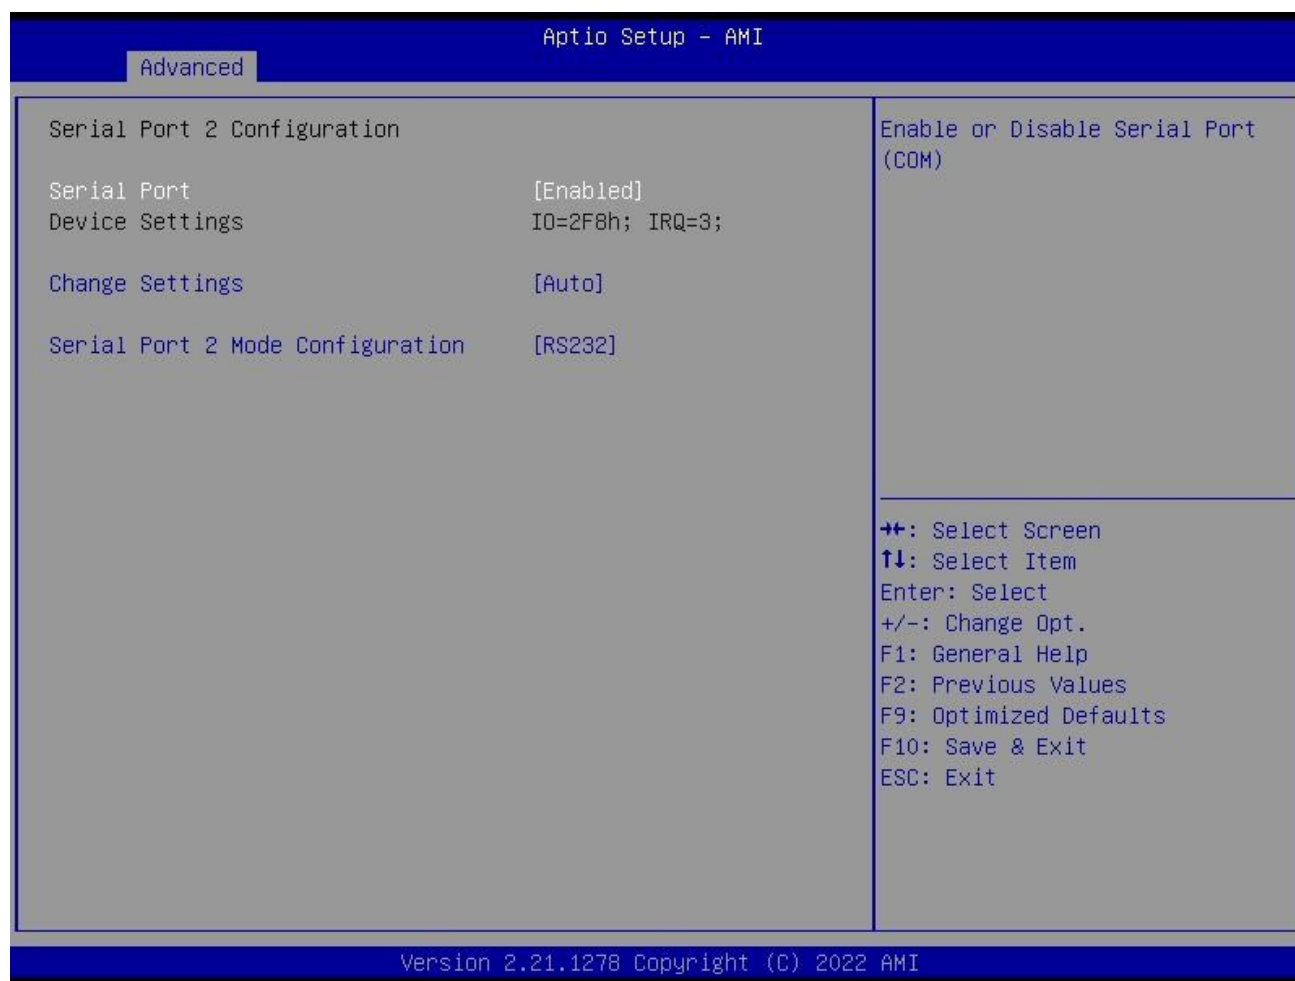 Aptio Setup - AMI
Advanced
Serial Port 2 Configuration
Serial Port [Enabled]
Device Settings IO=2F8h; IRQ=3;
Change Settings [Auto]
Serial Port 2 Mode Configuration [RS232]
Enable or Disable Serial Port
(COM)
→←: Select Screen
↑↓: Select Item
Enter: Select
+/-: Change Opt.
F1: General Help
F2: Previous Values
F9: Optimized Defaults
F10: Save & Exit
ESC: Exit
Version 2.21.1278 Copyright (C) 2022 AMI